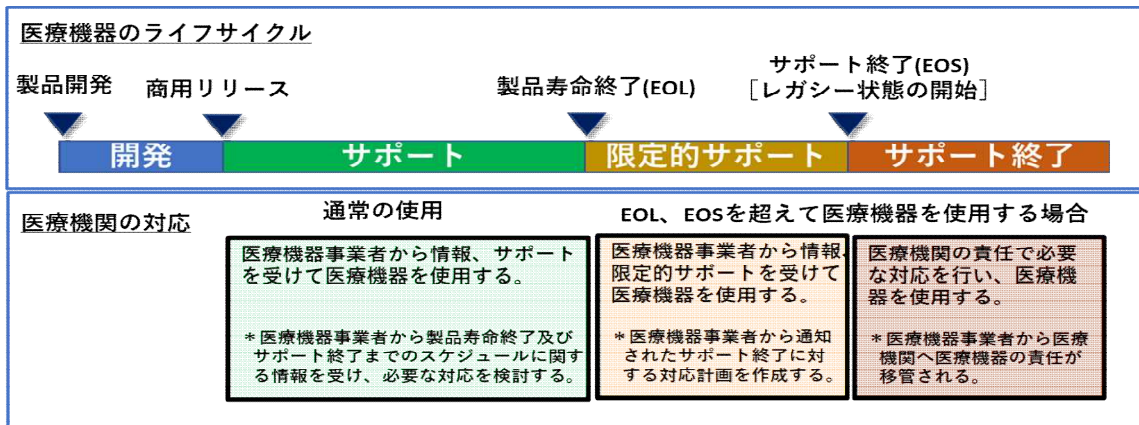 医療機器のライフサイクル
製品開発
商用リリース
製品寿命終了(EOL)
サポート終了(EOS)
［レガシー状態の開始］
開発
サポート
限定的サポート
サポート終了
医療機関の対応
通常の使用
EOL、EOSを超えて医療機器を使用する場合
医療機器事業者から情報、サポート
を受けて医療機器を使用する。
＊医療機器事業者から製品寿命終了及び
サポート終了までのスケジュールに関す
る情報を受け、必要な対応を検討する。
医療機器事業者から情報、
限定的サポートを受けて
医療機器を使用する。
＊医療機器事業者から通知
されたサポート終了に対
する対応計画を作成する。
医療機関の責任で必要
な対応を行い、医療機
器を使用する。
＊医療機器事業者から医療
機関へ医療機器の責任が
移管される。